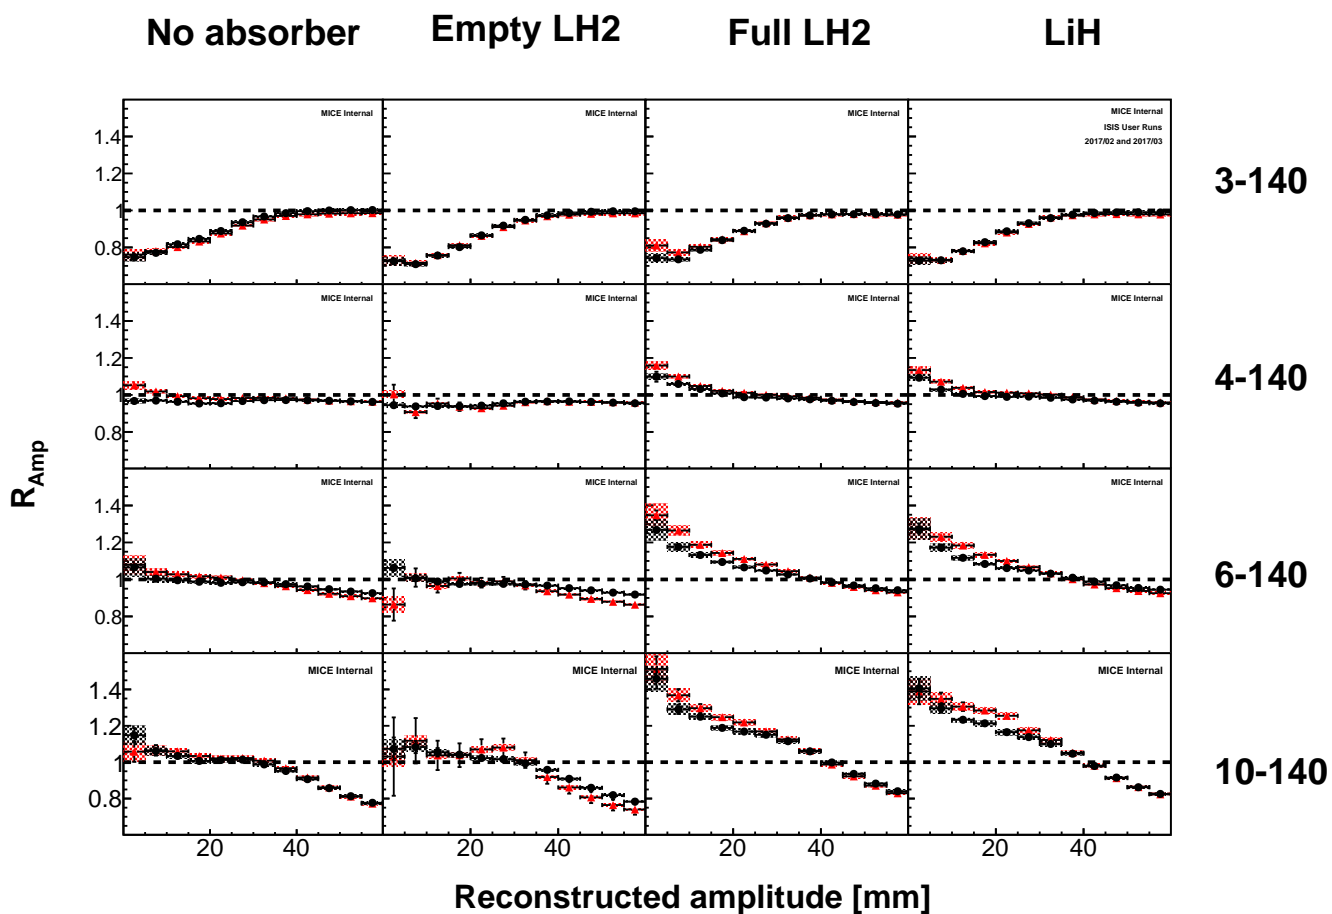 No absorber Empty LH2 Full LH2 LiH
MICE Internal MICE Internal MICE Internal MICE Internal
ISIS User Runs
2017/02 and 2017/03
1.4
1.2
1
0.8
3-140
MICE Internal MICE Internal MICE Internal MICE Internal
1.4
1.2
1
0.8
4-140
R_Amp
MICE Internal MICE Internal MICE Internal MICE Internal
1.4
1.2
1
0.8
6-140
MICE Internal MICE Internal MICE Internal MICE Internal
1.4
1.2
1
0.8
10-140
20 40 20 40 20 40 20 40
Reconstructed amplitude [mm]